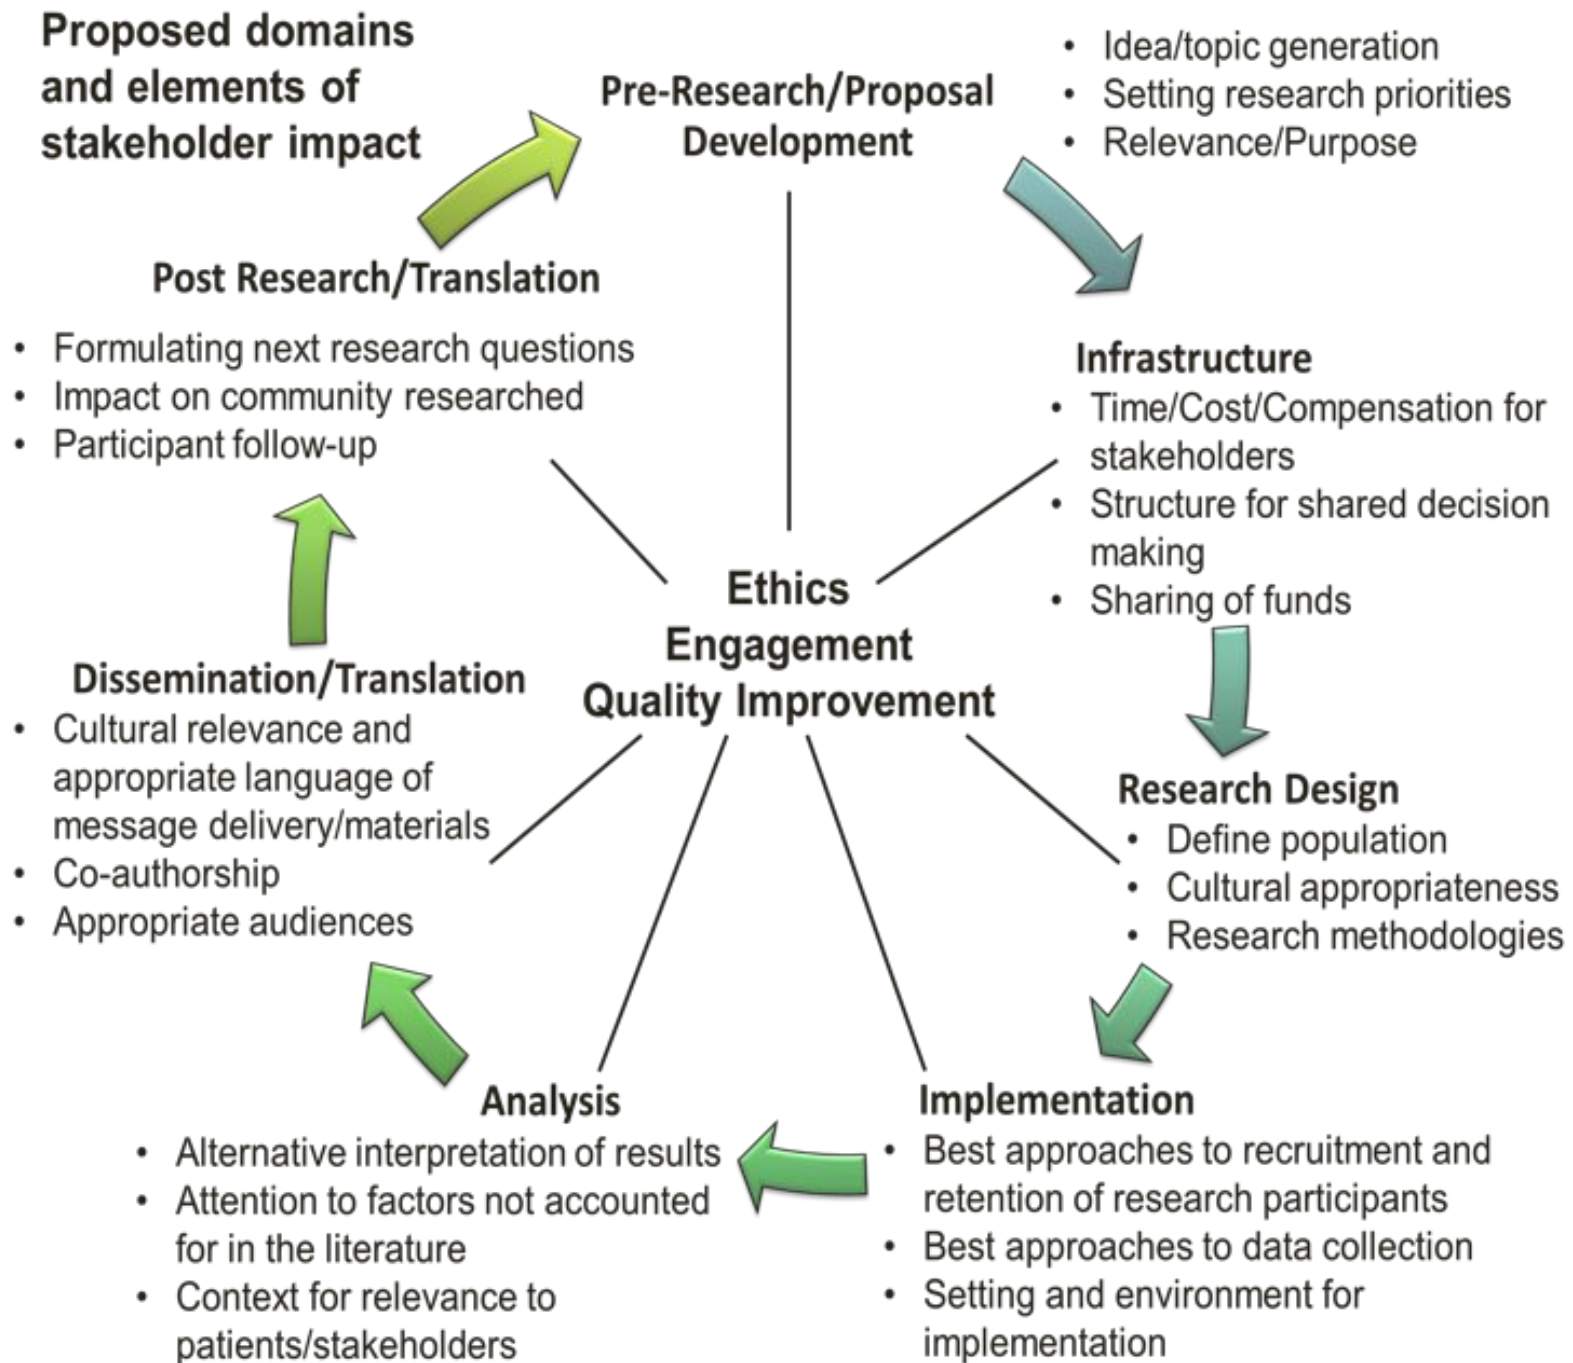 Proposed domains
and elements of
stakeholder impact
Pre-Research/Proposal
Development
• Idea/topic generation
• Setting research priorities
• Relevance/Purpose
Infrastructure
• Time/Cost/Compensation for
stakeholders
• Structure for shared decision
making
• Sharing of funds
Research Design
• Define population
• Cultural appropriateness
• Research methodologies
Implementation
• Best approaches to recruitment and
retention of research participants
• Best approaches to data collection
• Setting and environment for
implementation
Analysis
• Alternative interpretation of results
• Attention to factors not accounted
for in the literature
• Context for relevance to
patients/stakeholders
Dissemination/Translation
• Cultural relevance and
appropriate language of
message delivery/materials
• Co-authorship
• Appropriate audiences
Post Research/Translation
• Formulating next research questions
• Impact on community researched
• Participant follow-up
Ethics
Engagement
Quality Improvement